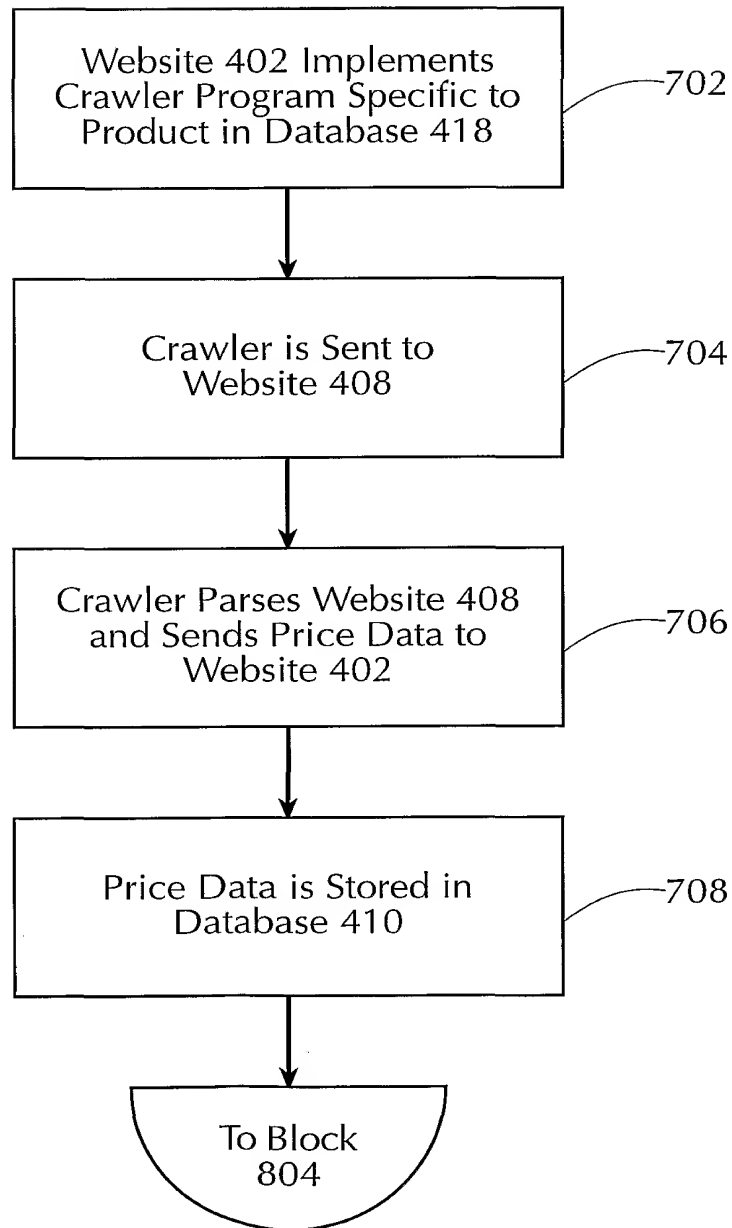 Website 402 Implements
Crawler Program Specific to
Product in Database 418
702
Crawler is Sent to
Website 408
704
Crawler Parses Website 408
and Sends Price Data to
Website 402
706
Price Data is Stored in
Database 410
708
To Block
804